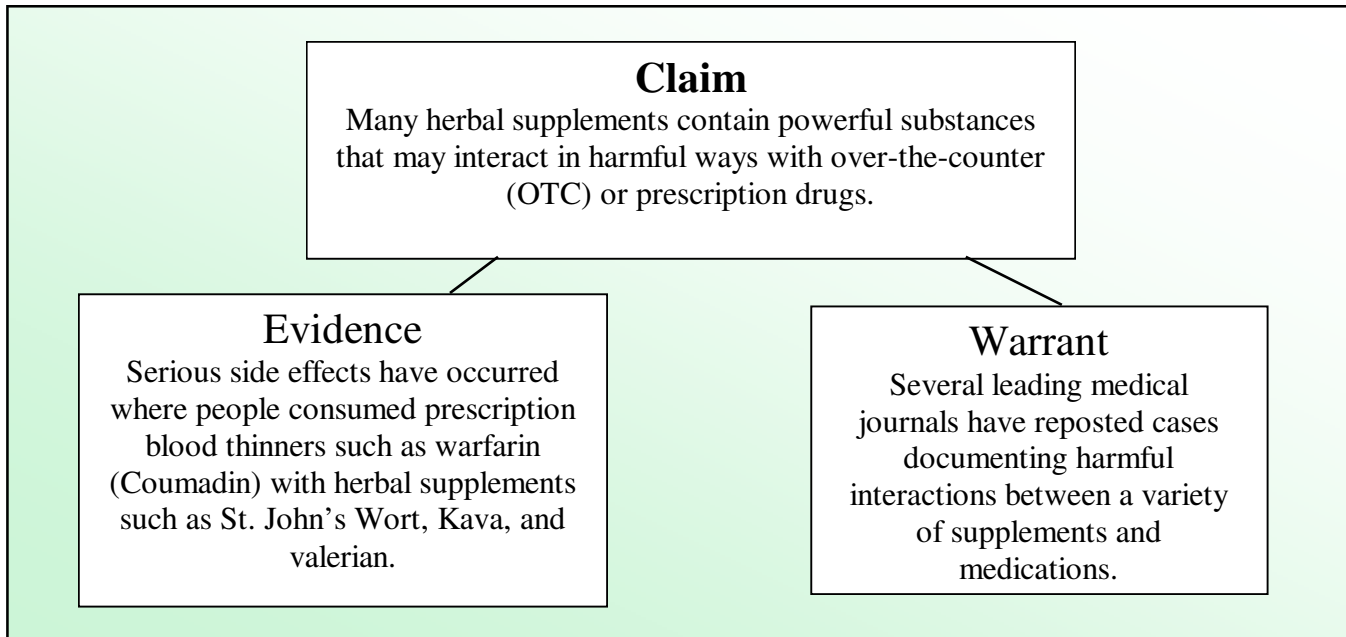 Claim
Many herbal supplements contain powerful substances
that may interact in harmful ways with over-the-counter
(OTC) or prescription drugs.
Evidence
Serious side effects have occurred
where people consumed prescription
blood thinners such as warfarin
(Coumadin) with herbal supplements
such as St. John’s Wort, Kava, and
valerian.
Warrant
Several leading medical
journals have reposted cases
documenting harmful
interactions between a variety
of supplements and
medications.